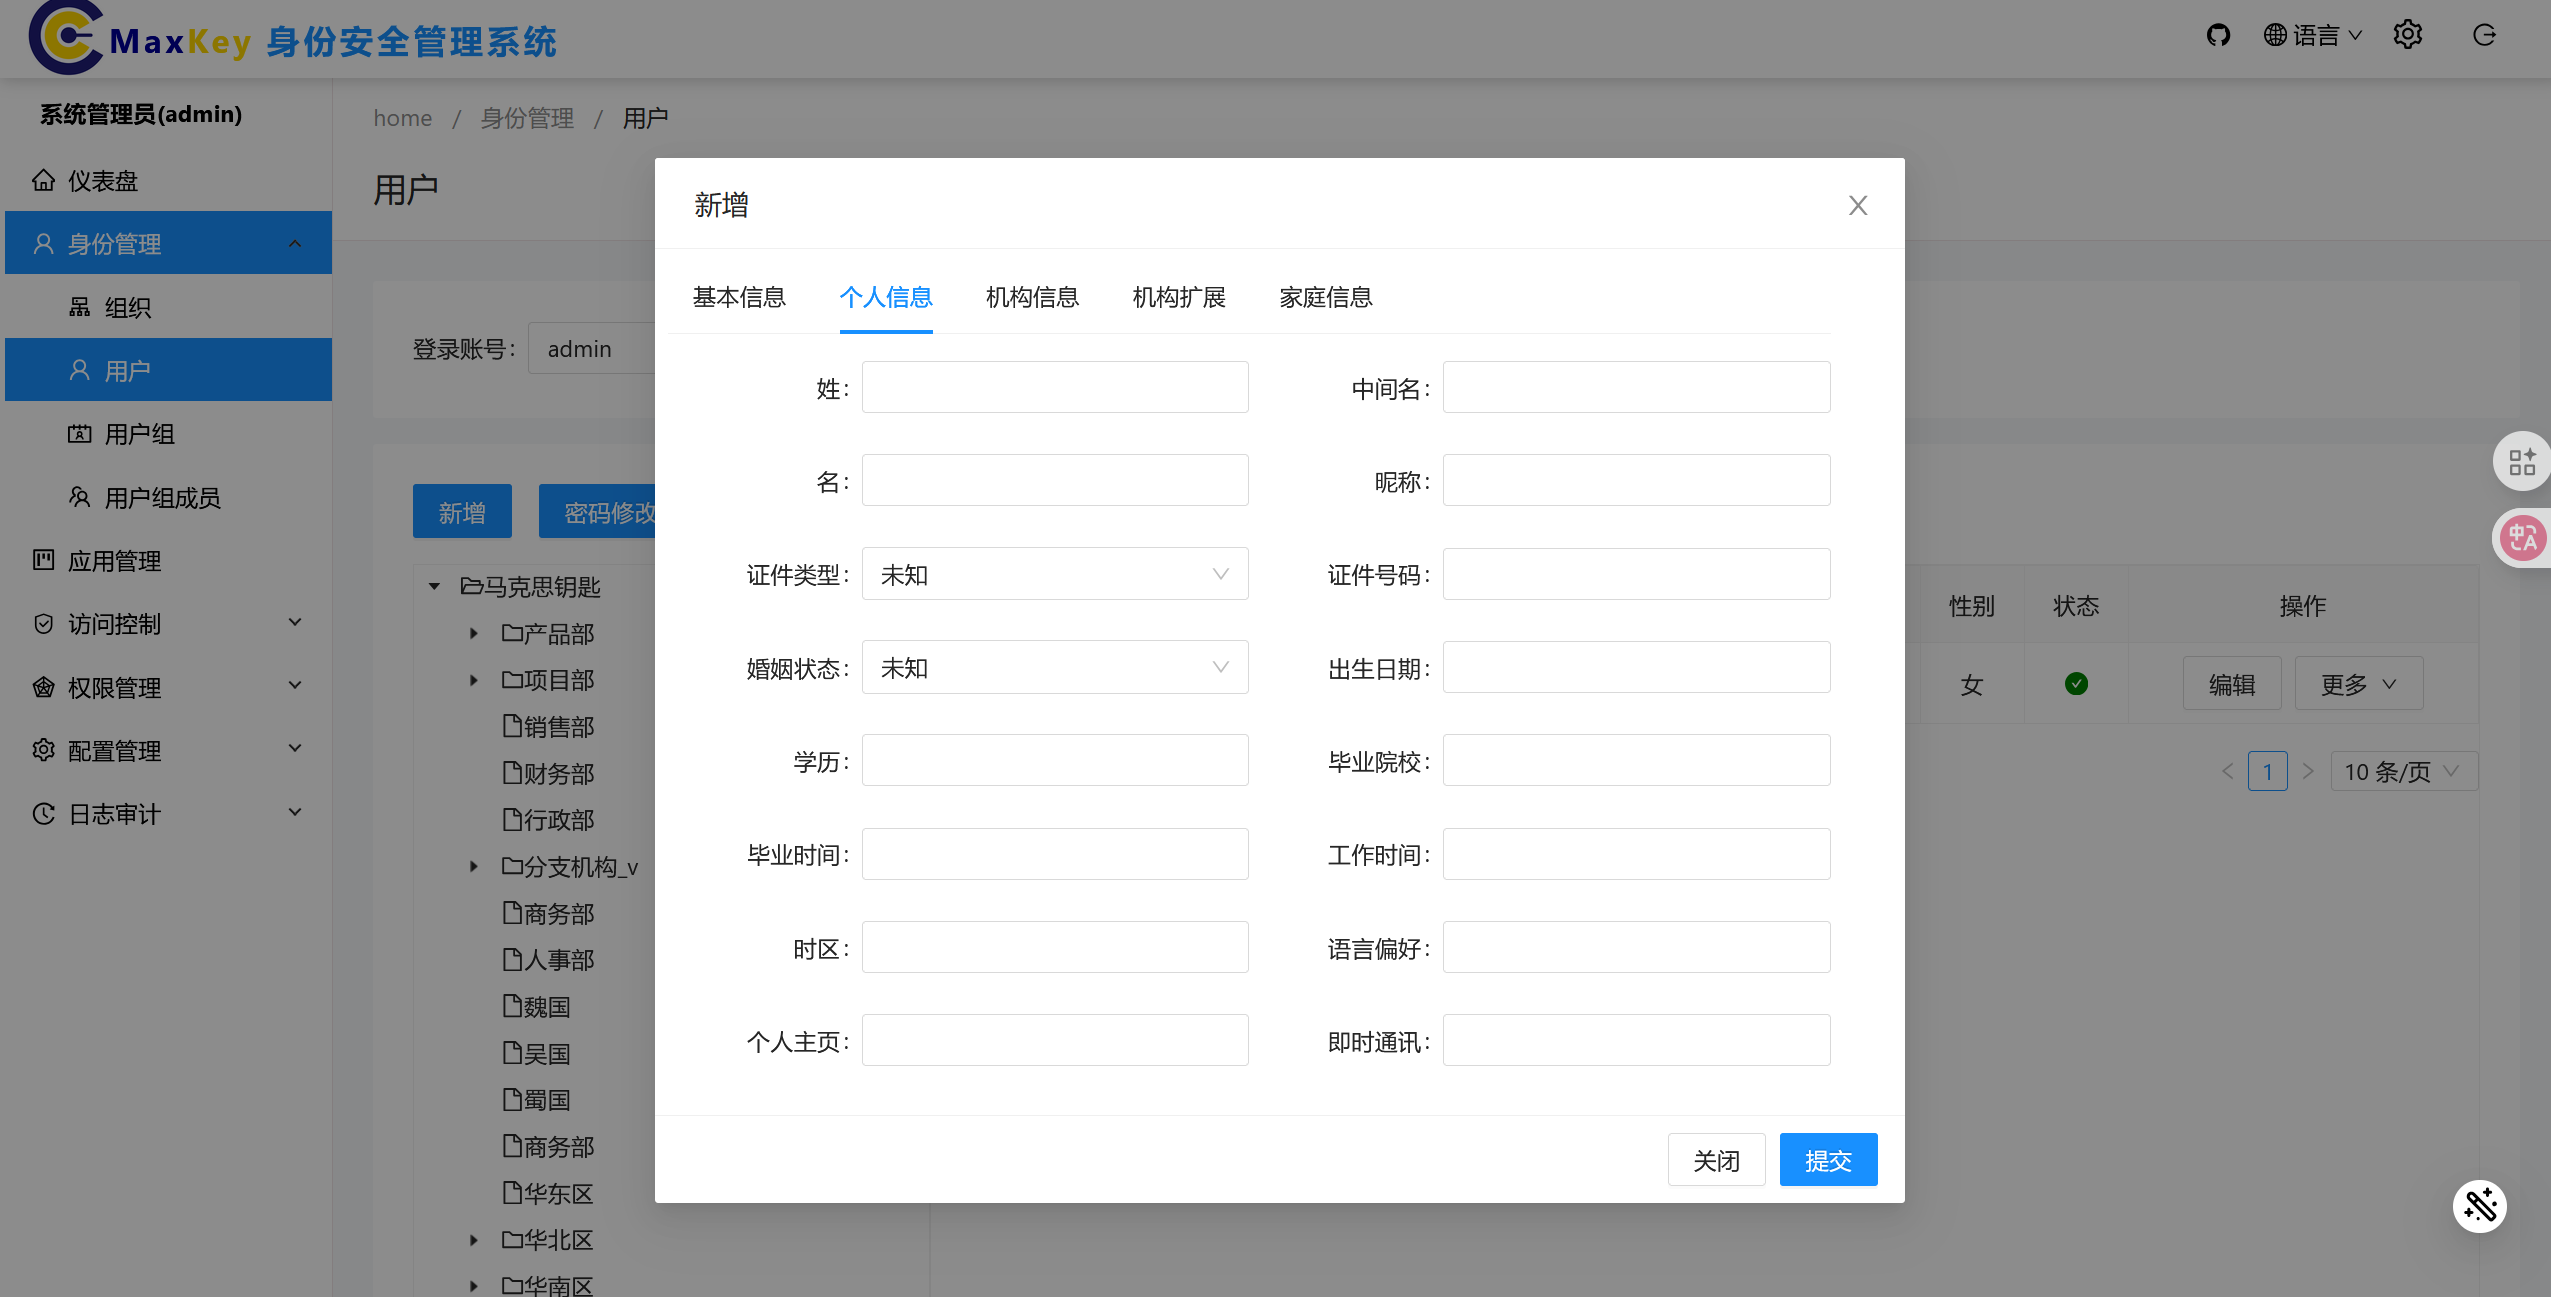 MaxKey 身份安全管理系统
语言
系统管理员(admin)
仪表盘
身份管理
组织
用户
用户组
用户组成员
应用管理
访问控制
权限管理
配置管理
日志审计
home / 身份管理 / 用户
用户
登录账号: admin
新增 密码修改
马克思钥匙
产品部
项目部
销售部
财务部
行政部
分支机构_v
商务部
人事部
魏国
吴国
蜀国
商务部
华东区
华北区
华南区
新增
基本信息 个人信息 机构信息 机构扩展 家庭信息
姓: 中间名:
名: 昵称:
证件类型: 未知 证件号码:
婚姻状态: 未知 出生日期:
学历: 毕业院校:
毕业时间: 工作时间:
时区: 语言偏好:
个人主页: 即时通讯:
关闭 提交
性别 状态 操作
女 编辑 更多
1 10 条/页
中A